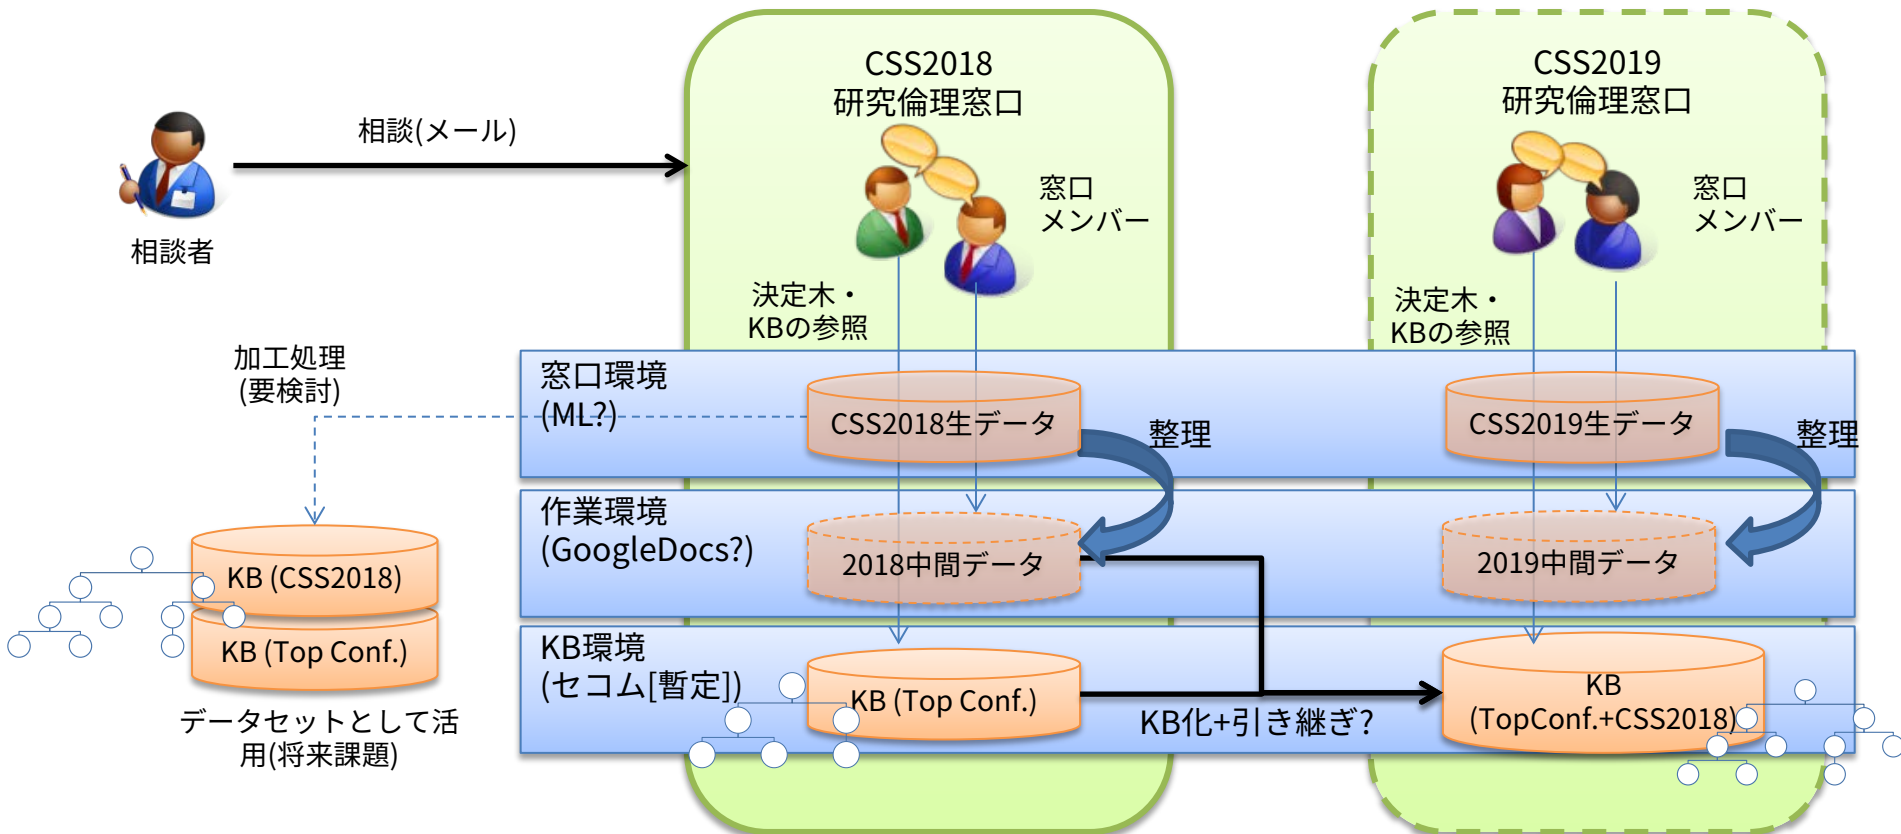 CSS2018
研究倫理窓口
CSS2019
研究倫理窓口
相談(メール)
相談者
窓口
メンバー
窓口
メンバー
決定木・
KBの参照
決定木・
KBの参照
加工処理
(要検討)
窓口環境
(ML?)
CSS2018生データ
整理
CSS2019生データ
整理
作業環境
(GoogleDocs?)
2018中間データ
2019中間データ
KB (CSS2018)
KB (Top Conf.)
データセットとして活
用(将来課題)
KB環境
(セコム[暫定])
KB (Top Conf.)
KB化+引き継ぎ?
KB
(TopConf.+CSS2018)